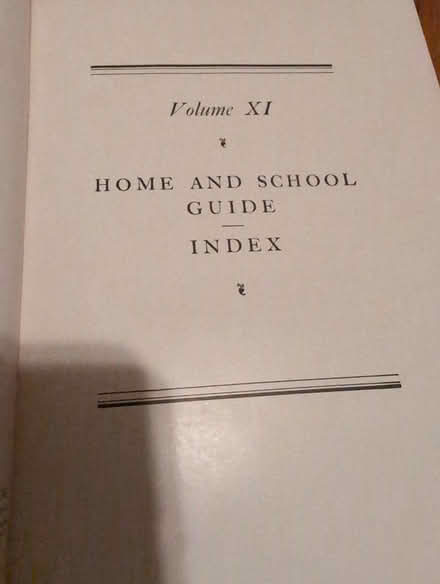 Volume XI
HOME AND SCHOOL
GUIDE
INDEX